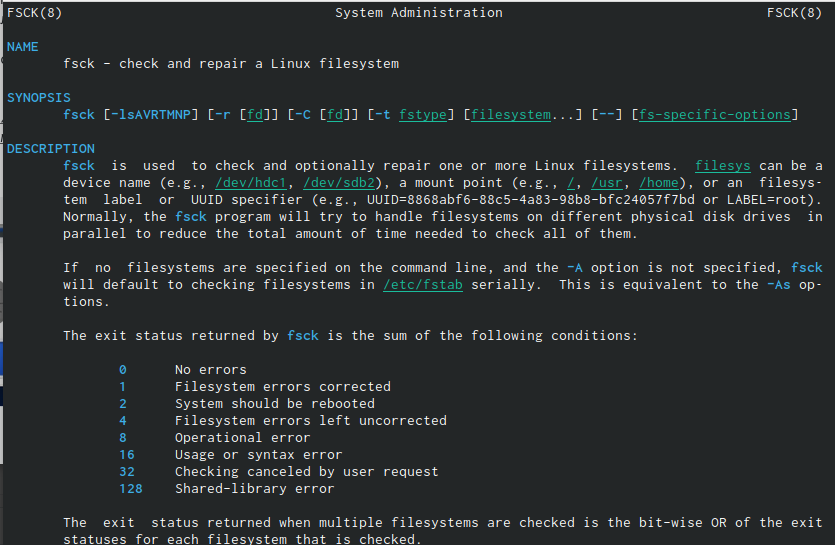 FSCK(8) System Administration FSCK(8)
NAME
fsck - check and repair a Linux filesystem
SYNOPSIS
fsck [-lsAVRTMNP] [-r [fd]] [-C [fd]] [-t fstype] [filesystem...] [--] [fs-specific-options]
DESCRIPTION
fsck is used to check and optionally repair one or more Linux filesystems. filesys can be a
device name (e.g., /dev/hdc1, /dev/sdb2), a mount point (e.g., /, /usr, /home), or an filesys-
tem label or UUID specifier (e.g., UUID=8868abf6-88c5-4a83-98b8-bfc24057f7bd or LABEL=root).
Normally, the fsck program will try to handle filesystems on different physical disk drives in
parallel to reduce the total amount of time needed to check all of them.
If no filesystems are specified on the command line, and the -A option is not specified, fsck
will default to checking filesystems in /etc/fstab serially. This is equivalent to the -As op-
tions.
The exit status returned by fsck is the sum of the following conditions:
0 No errors
1 Filesystem errors corrected
2 System should be rebooted
4 Filesystem errors left uncorrected
8 Operational error
16 Usage or syntax error
32 Checking canceled by user request
128 Shared-library error
The exit status returned when multiple filesystems are checked is the bit-wise OR of the exit
statuses for each filesystem that is checked.